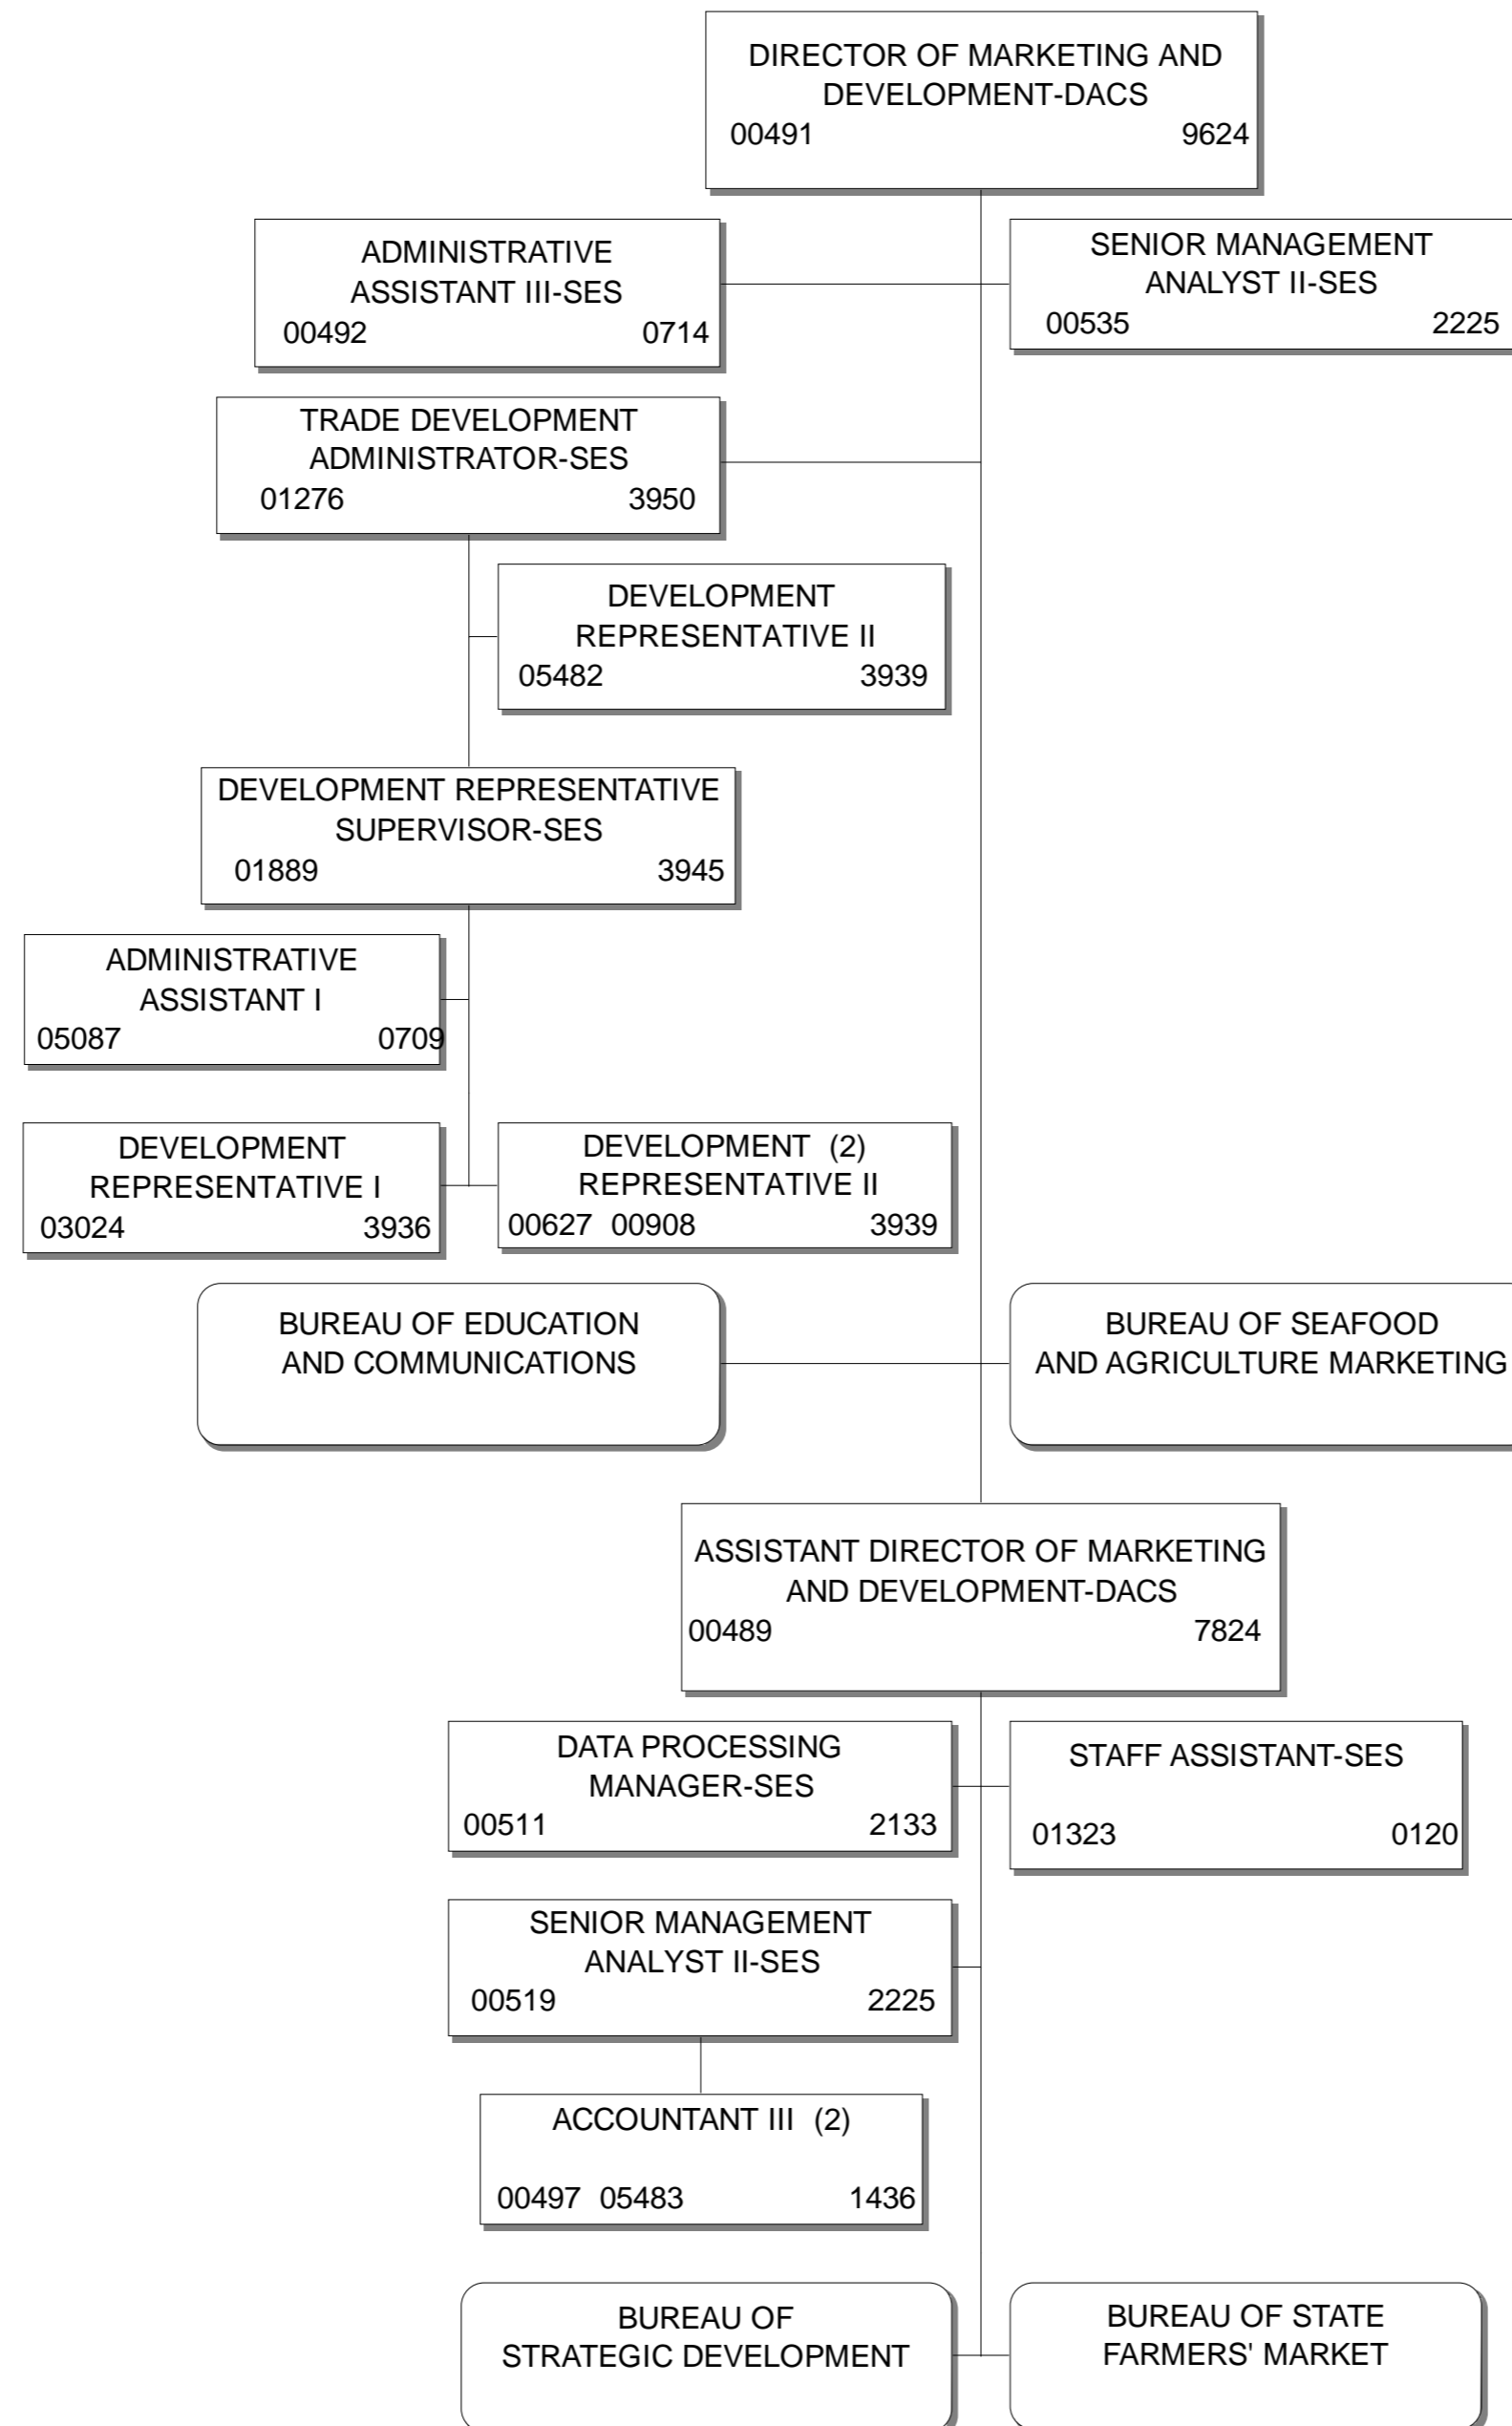 DIRECTOR OF MARKETING AND
DEVELOPMENT-DACS
00491 9624
ADMINISTRATIVE
ASSISTANT III-SES
00492 0714
SENIOR MANAGEMENT
ANALYST II-SES
00535 2225
TRADE DEVELOPMENT
ADMINISTRATOR-SES
01276 3950
DEVELOPMENT
REPRESENTATIVE II
05482 3939
DEVELOPMENT REPRESENTATIVE
SUPERVISOR-SES
01889 3945
ADMINISTRATIVE
ASSISTANT I
05087 0709
DEVELOPMENT
REPRESENTATIVE I
03024 3936
DEVELOPMENT (2)
REPRESENTATIVE II
00627 00908 3939
BUREAU OF EDUCATION
AND COMMUNICATIONS
BUREAU OF SEAFOOD
AND AGRICULTURE MARKETING
ASSISTANT DIRECTOR OF MARKETING
AND DEVELOPMENT-DACS
00489 7824
DATA PROCESSING
MANAGER-SES
00511 2133
STAFF ASSISTANT-SES
01323 0120
SENIOR MANAGEMENT
ANALYST II-SES
00519 2225
ACCOUNTANT III (2)
00497 05483 1436
BUREAU OF
STRATEGIC DEVELOPMENT
BUREAU OF STATE
FARMERS' MARKET